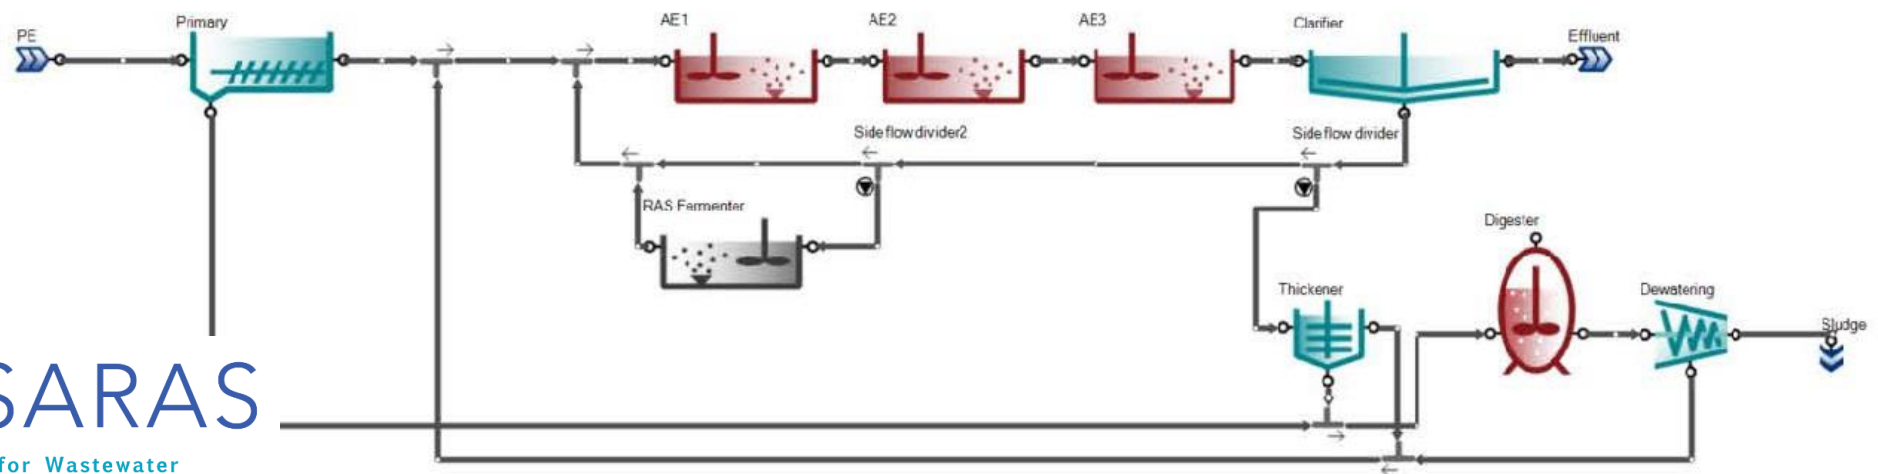 PE
Primary
AE1
AE2
AE3
Clarifier
Effluent
Side flow divider2
Side flow divider
RAS Fermenter
Digester
Thickener
Dewatering
Sludge
SARAS
for Wastewater